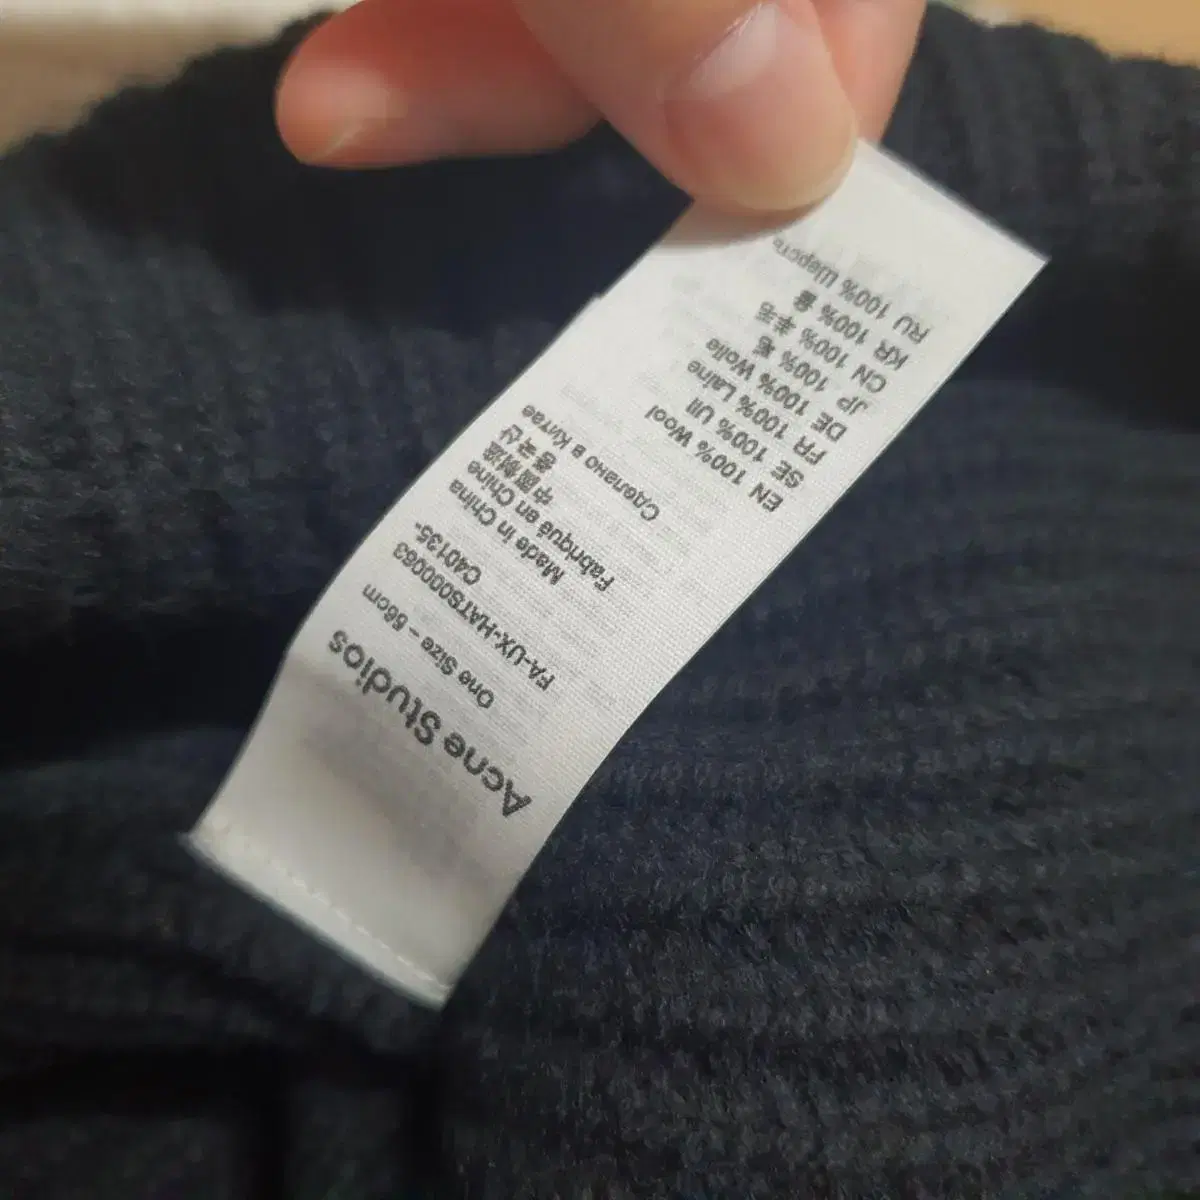 Acne Studios
One Size – 56cm
FA-UX-HATS000063
C40135-
Made in China
Fabriqué en Chine
中國制造
중국산
Сделано в Китае
EN 100% Wool
SE 100% Ull
FR 100% Laine
DE 100% Wolle
JP 100% 毛
CN 100% 羊毛
KR 100% 울
RU 100% Шерсть